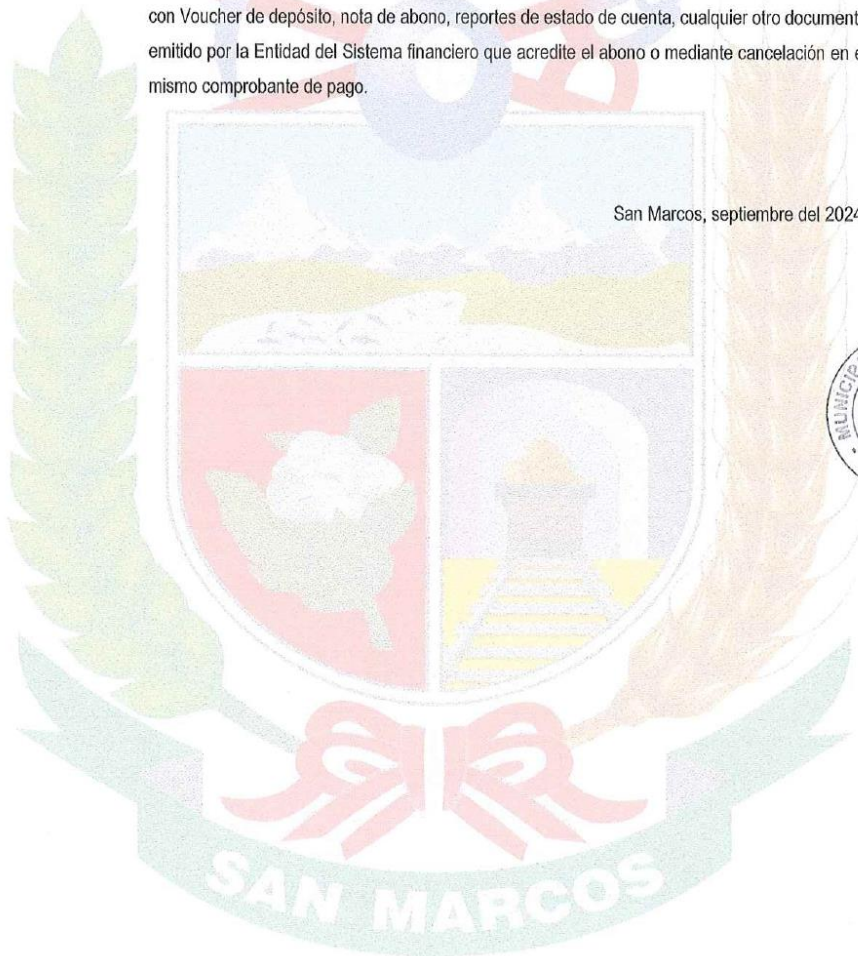 con Voucher de depósito, nota de abono, reportes de estado de cuenta, cualquier otro document
emitido por la Entidad del Sistema financiero que acredite el abono o mediante cancelación en e
mismo comprobante de pago.
San Marcos, septiembre del 2024
SAN MARCOS